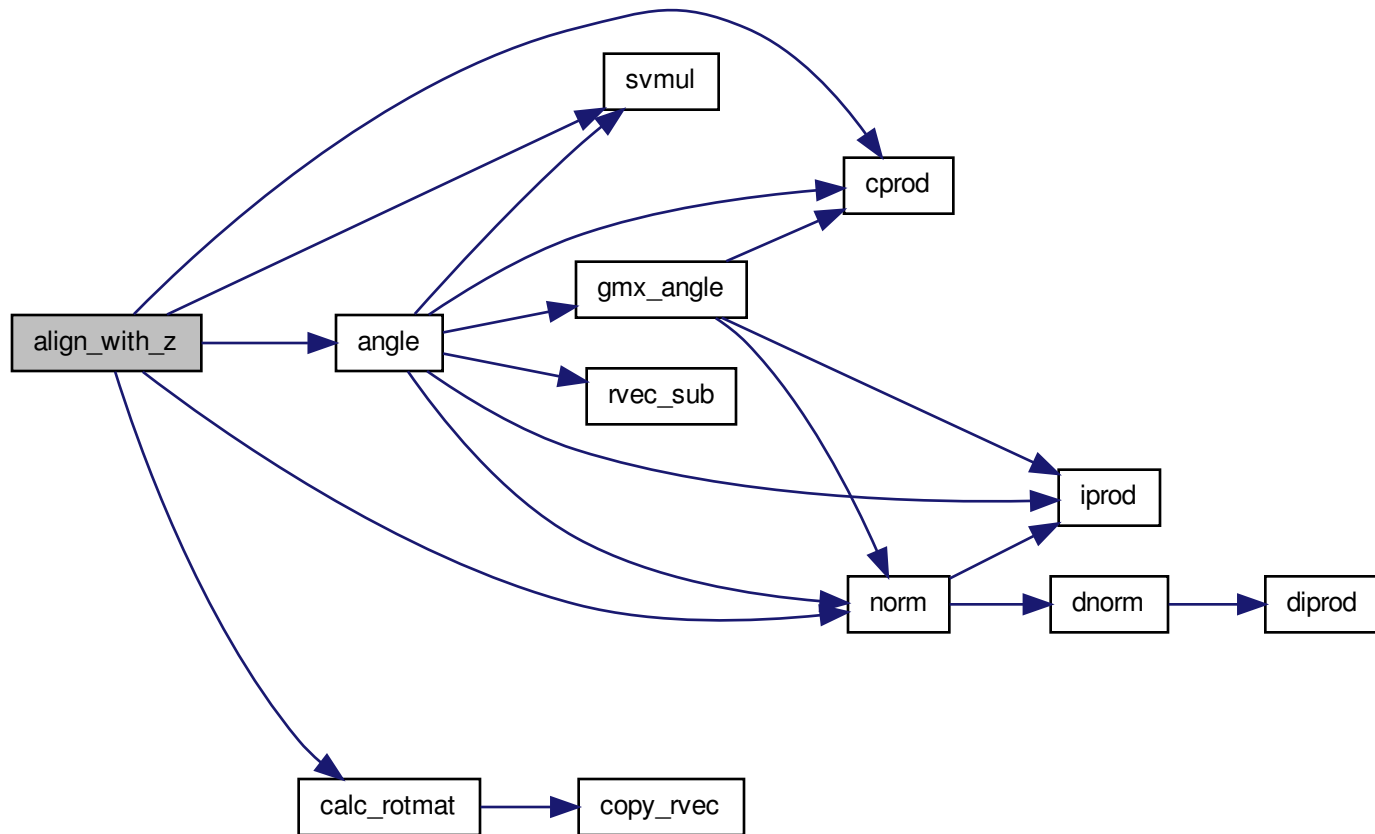 svmul
cprod
gmx_angle
align_with_z
angle
rvec_sub
iprod
norm
dnorm
diprod
calc_rotmat
copy_rvec